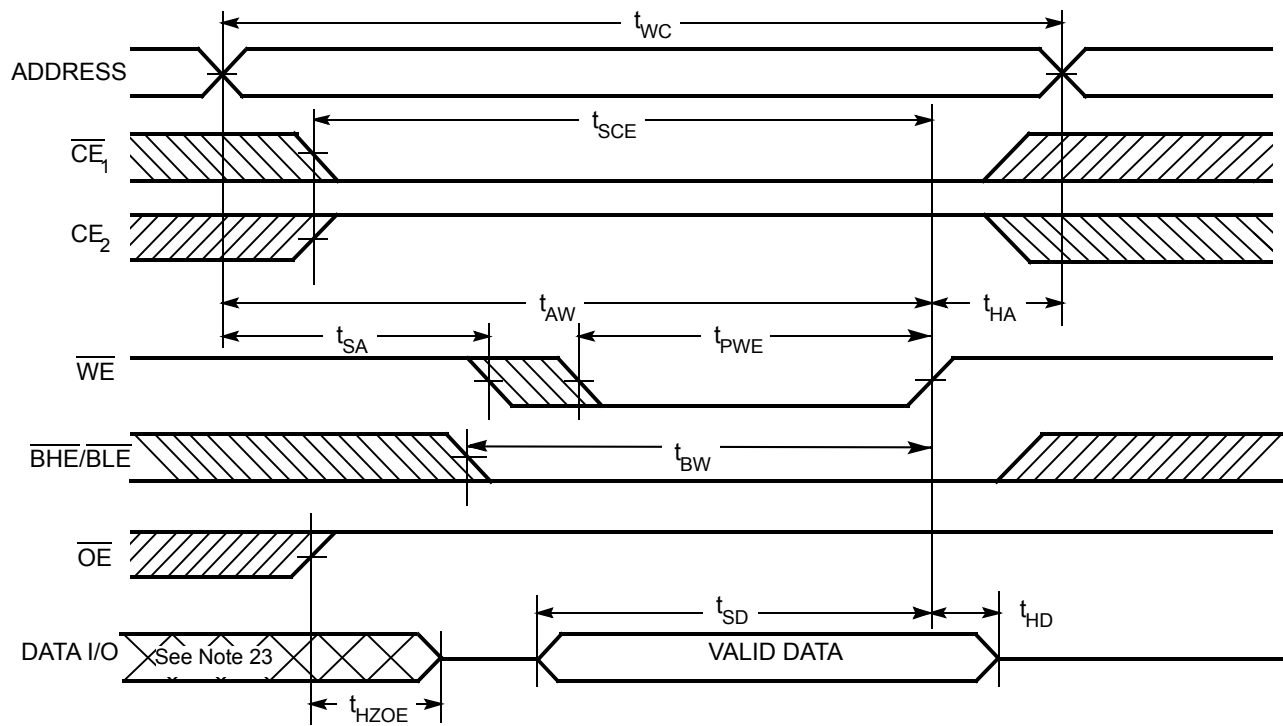 tWC
ADDRESS
tSCE
CE1
CE2
tAW
tHA
tSA
tPWE
WE
BHE/BLE
tBW
OE
tSD
tHD
DATA I/O
See Note 23
VALID DATA
tHZOE